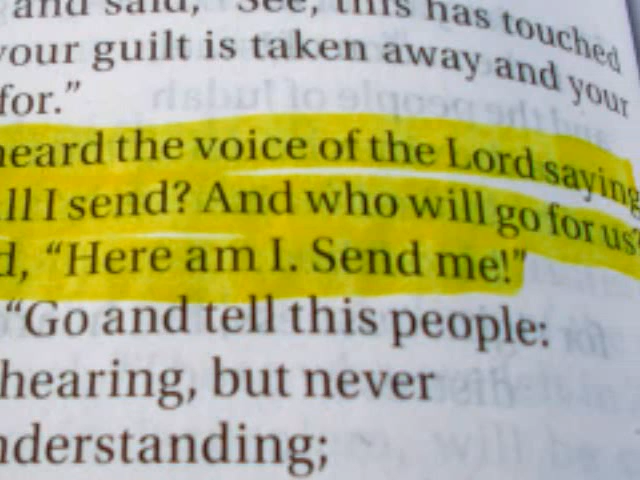 and said, "See, this has touched
your guilt is taken away and your
for."
heard the voice of the Lord saying
ll I send? And who will go for us?
d, "Here am I. Send me!"
"Go and tell this people:
hearing, but never
nderstanding;